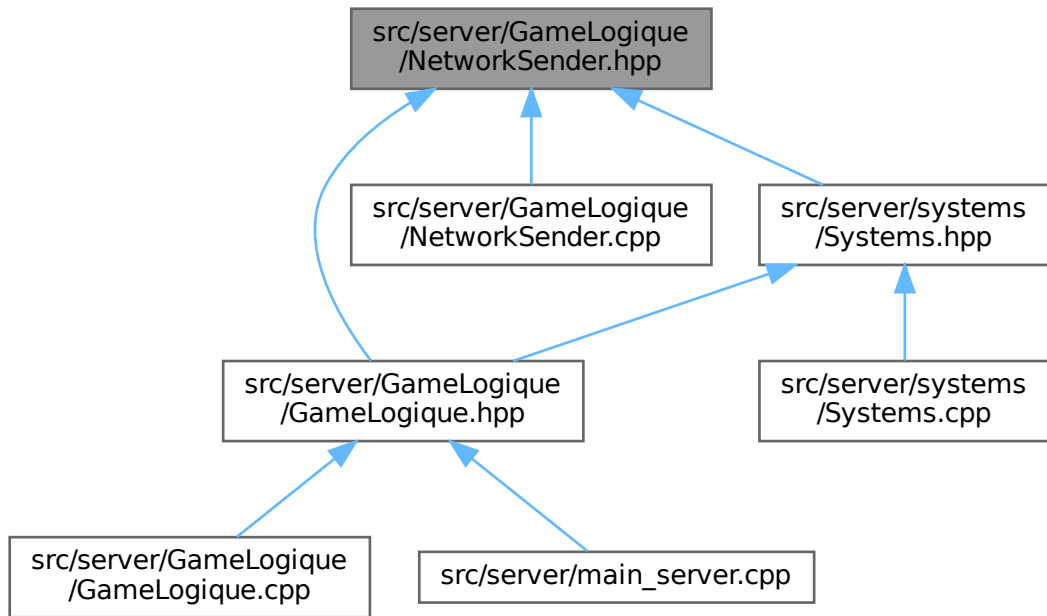 src/server/GameLogique
/NetworkSender.hpp
src/server/GameLogique
/NetworkSender.cpp
src/server/systems
/Systems.hpp
src/server/GameLogique
/GameLogique.hpp
src/server/systems
/Systems.cpp
src/server/GameLogique
/GameLogique.cpp
src/server/main_server.cpp